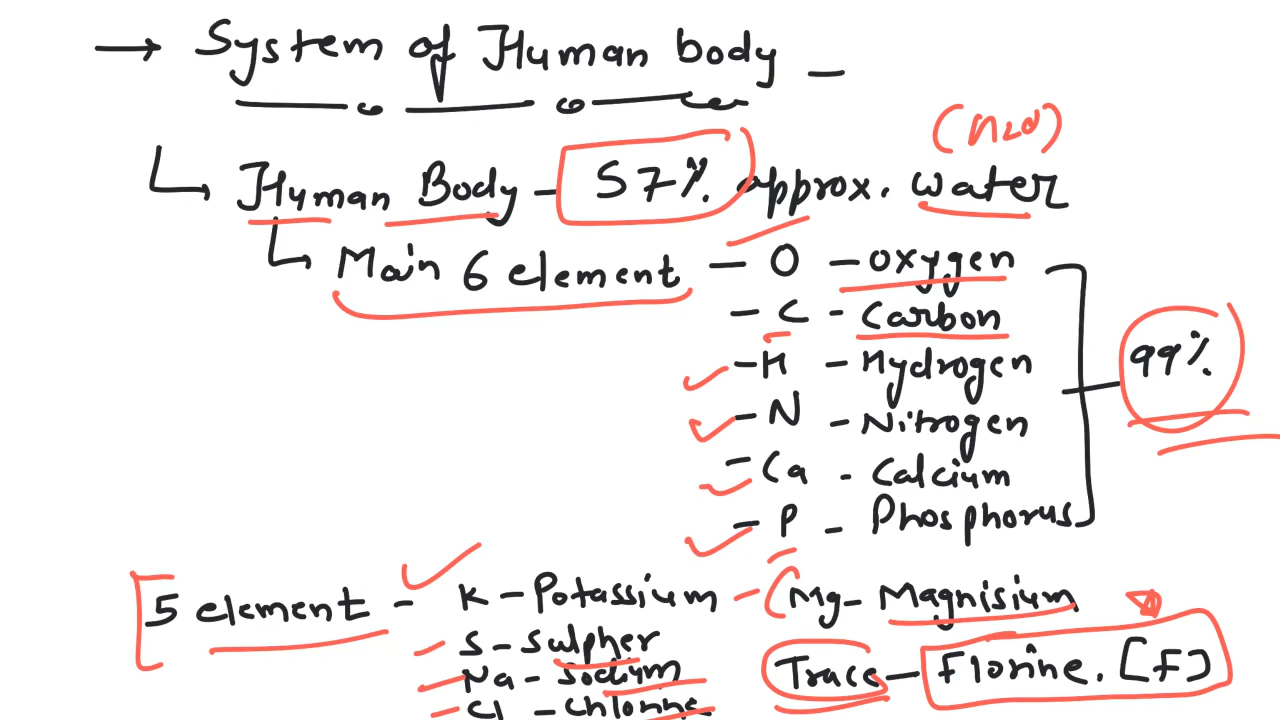 → System of Human body -
(H2O)
Human Body - 57% approx. water
Main 6 element - O - oxygen
- C - Carbon
- H - Hydrogen
99%
- N - Nitrogen
- Ca - Calcium
- P - Phosphorus
5 element - K - Potassium - (Mg - Magnisium
S - Sulpher
Trace - Florine. [F]
Na - Sodium
Cl - Chlorine